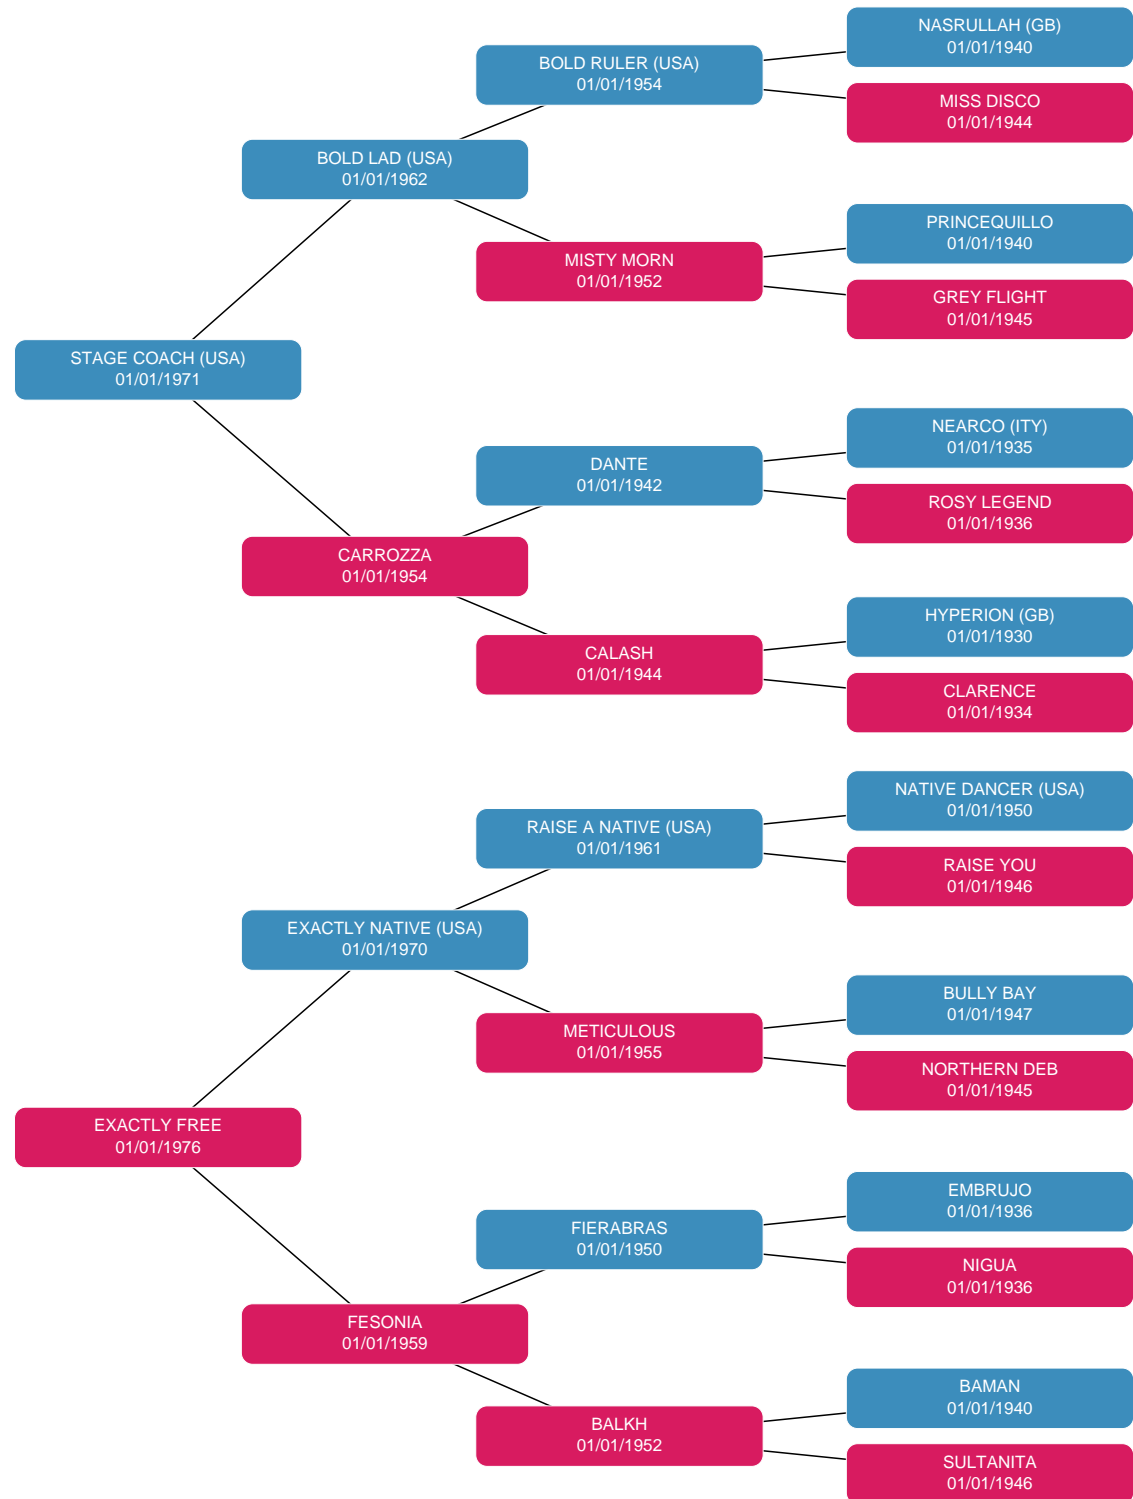 NASRULLAH (GB)
01/01/1940
BOLD RULER (USA)
01/01/1954
MISS DISCO
01/01/1944
BOLD LAD (USA)
01/01/1962
PRINCEQUILLO
01/01/1940
MISTY MORN
01/01/1952
GREY FLIGHT
01/01/1945
STAGE COACH (USA)
01/01/1971
NEARCO (ITY)
01/01/1935
DANTE
01/01/1942
ROSY LEGEND
01/01/1936
CARROZZA
01/01/1954
HYPERION (GB)
01/01/1930
CALASH
01/01/1944
CLARENCE
01/01/1934
NATIVE DANCER (USA)
01/01/1950
RAISE A NATIVE (USA)
01/01/1961
RAISE YOU
01/01/1946
EXACTLY NATIVE (USA)
01/01/1970
BULLY BAY
01/01/1947
METICULOUS
01/01/1955
NORTHERN DEB
01/01/1945
EXACTLY FREE
01/01/1976
EMBRUJO
01/01/1936
FIERABRAS
01/01/1950
NIGUA
01/01/1936
FESONIA
01/01/1959
BAMAN
01/01/1940
BALKH
01/01/1952
SULTANITA
01/01/1946